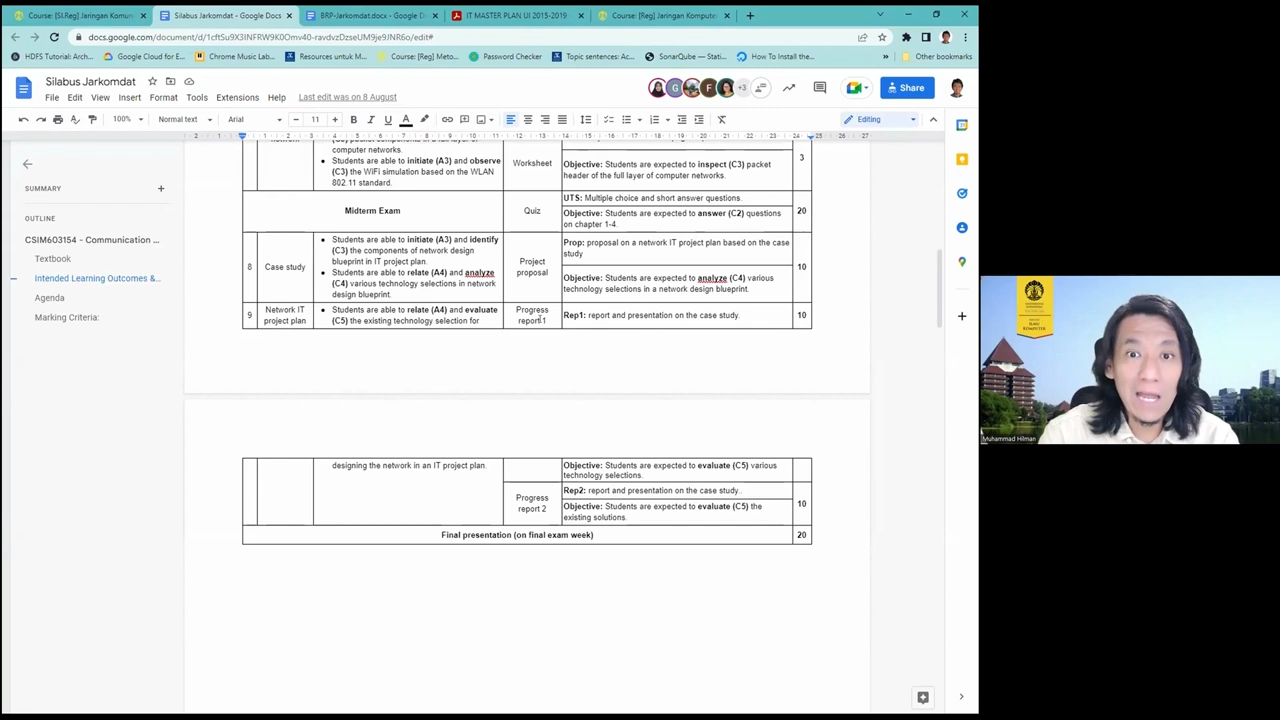 Course: [SI.Reg] Jaringan Komun
Silabus Jarkomdat - Google Docs
BRP-Jarkomdat.docx - Google D
IT MASTER PLAN UI 2015-2019
Course: [Reg] Jaringan Kompute
docs.google.com/document/d/1cftSu9X3INFRW9K0Omv40-ravdvzDzseUM9je9JNR6o/edit#
HDFS Tutorial: Arch
Google Cloud for E
Chrome Music Lab
Resources untuk M
Course: [Reg] Meto
Password Checker
SonarQube - Stati
Topic sentences: Ac
How To Install the
Other bookmarks
Silabus Jarkomdat
File Edit View Insert Format Tools Extensions Help
Last edit was on 8 August
+3
Share
100%
Normal text
Arial
11
Editing
SUMMARY
OUTLINE
CSIM603154 - Communication ...
Textbook
Intended Learning Outcomes &...
Agenda
Marking Criteria:
computer networks.
Students are able to initiate (A3) and observe
(C3) the WiFi simulation based on the WLAN
802.11 standard.
Worksheet
Objective: Students are expected to inspect (C3) packet
header of the full layer of computer networks.
3
Midterm Exam
Quiz
UTS: Multiple choice and short answer questions.
Objective: Students are expected to answer (C2) questions
on chapter 1-4.
20
8
Case study
Students are able to initiate (A3) and identify
(C3) the components of network design
blueprint in IT project plan.
Students are able to relate (A4) and analyze
(C4) various technology selections in network
design blueprint.
Project
proposal
Prop: proposal on a network IT project plan based on the case
study
Objective: Students are expected to analyze (C4) various
technology selections in a network design blueprint.
10
9
Network IT
project plan
Students are able to relate (A4) and evaluate
(C5) the existing technology selection for
Progress
report 1
Rep1: report and presentation on the case study.
10
designing the network in an IT project plan.
Objective: Students are expected to evaluate (C5) various
technology selections.
Progress
report 2
Rep2: report and presentation on the case study..
Objective: Students are expected to evaluate (C5) the
existing solutions.
10
Final presentation (on final exam week)
20
ILMU
KOMPUTER
Muhammad Hilman